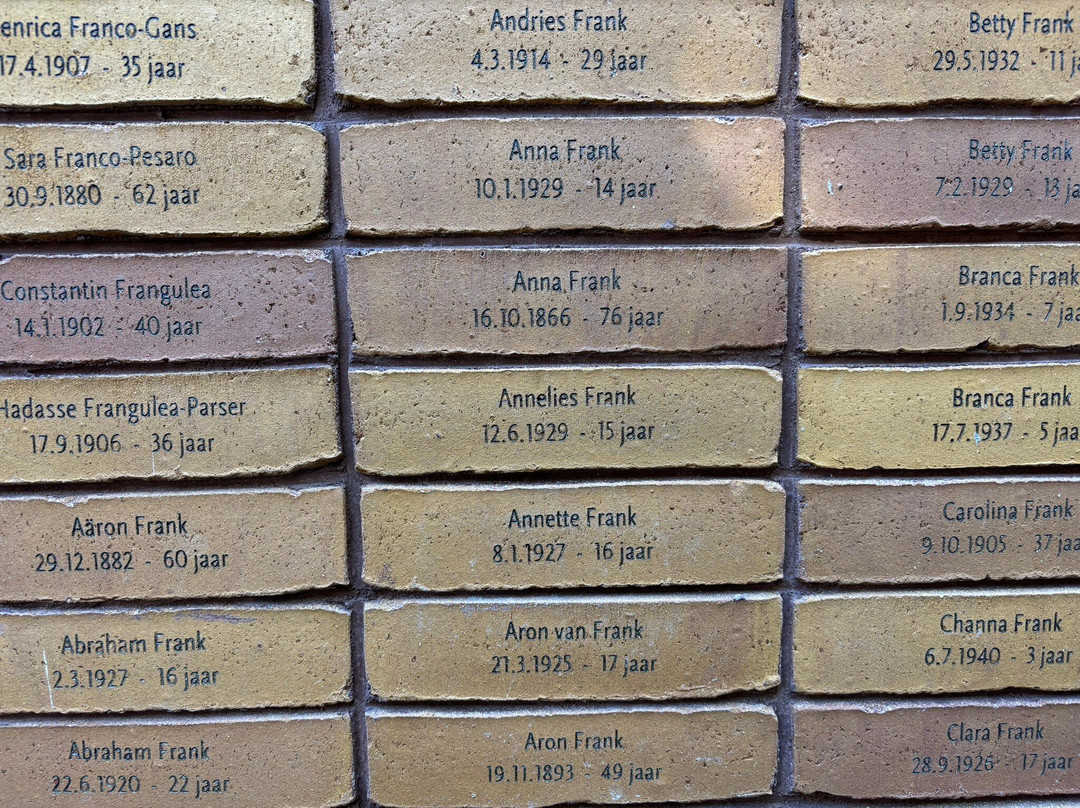 enrica Franco-Gans
17.4.1907 - 35 jaar
Sara Franco-Pesaro
30.9.1880 - 62 jaar
Constantin Frangulea
14.1.1902 - 40 jaar
Hadasse Frangulea-Parser
17.9.1906 - 36 jaar
Aäron Frank
29.12.1882 - 60 jaar
Abraham Frank
2.3.1927 - 16 jaar
Abraham Frank
22.6.1920 - 22 jaar
Andries Frank
4.3.1914 - 29 jaar
Anna Frank
10.1.1929 - 14 jaar
Anna Frank
16.10.1866 - 76 jaar
Annelies Frank
12.6.1929 - 15 jaar
Annette Frank
8.1.1927 - 16 jaar
Aron van Frank
21.3.1925 - 17 jaar
Aron Frank
19.11.1893 - 49 jaar
Betty Frank
29.5.1932 - 11 ja
Betty Frank
7.2.1929 - 13 ja
Branca Frank
1.9.1934 - 7 jaa
Branca Frank
17.7.1937 - 5 jaa
Carolina Frank
9.10.1905 - 37 jaa
Channa Frank
6.7.1940 - 3 jaar
Clara Frank
28.9.1926 - 17 jaar